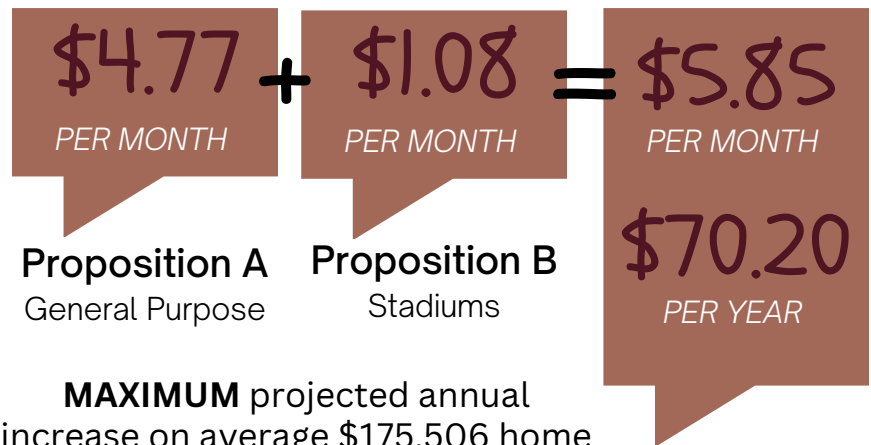 $4.77 + $1.08 = $5.85
PER MONTH PER MONTH PER MONTH
$70.20
PER YEAR
Proposition A Proposition B
General Purpose Stadiums
MAXIMUM projected annual
increase on average $175,506 home